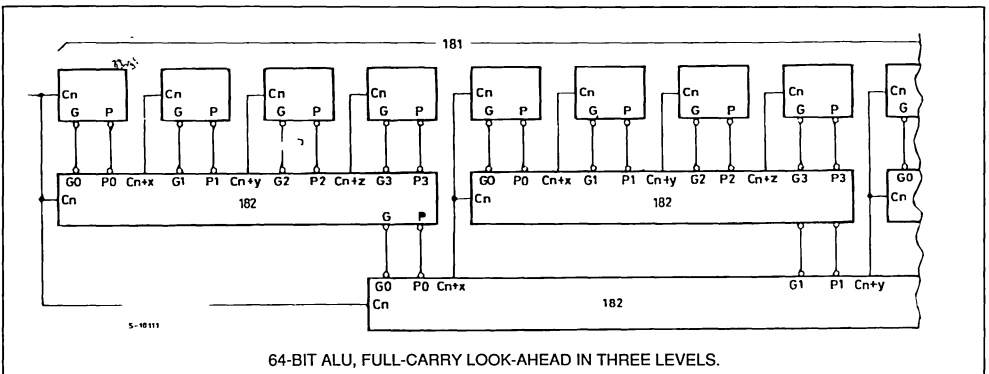 181
Cn Cn Cn Cn Cn Cn Cn Cn Cn
G P G P G P G P G P G P G P G P G
G0 P0 Cn+x G1 P1 Cn+y G2 P2 Cn+z G3 P3 G0 P0 Cn+x G1 P1 Cn+y G2 P2 Cn+z G3 P3 G0
Cn 182 Cn 182 Cn
G P
G0 P0 Cn+x G1 P1 Cn+y
Cn 182
S-10111
64-BIT ALU, FULL-CARRY LOOK-AHEAD IN THREE LEVELS.